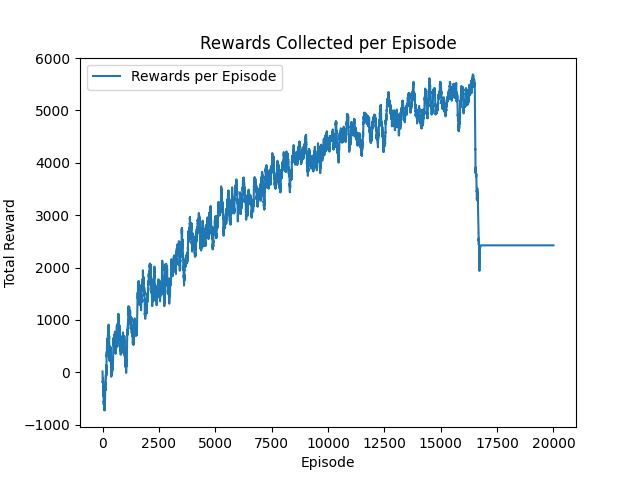 Rewards Collected per Episode
Rewards per Episode
6000
5000
4000
3000
2000
1000
0
−1000
Total Reward
0 2500 5000 7500 10000 12500 15000 17500 20000
Episode